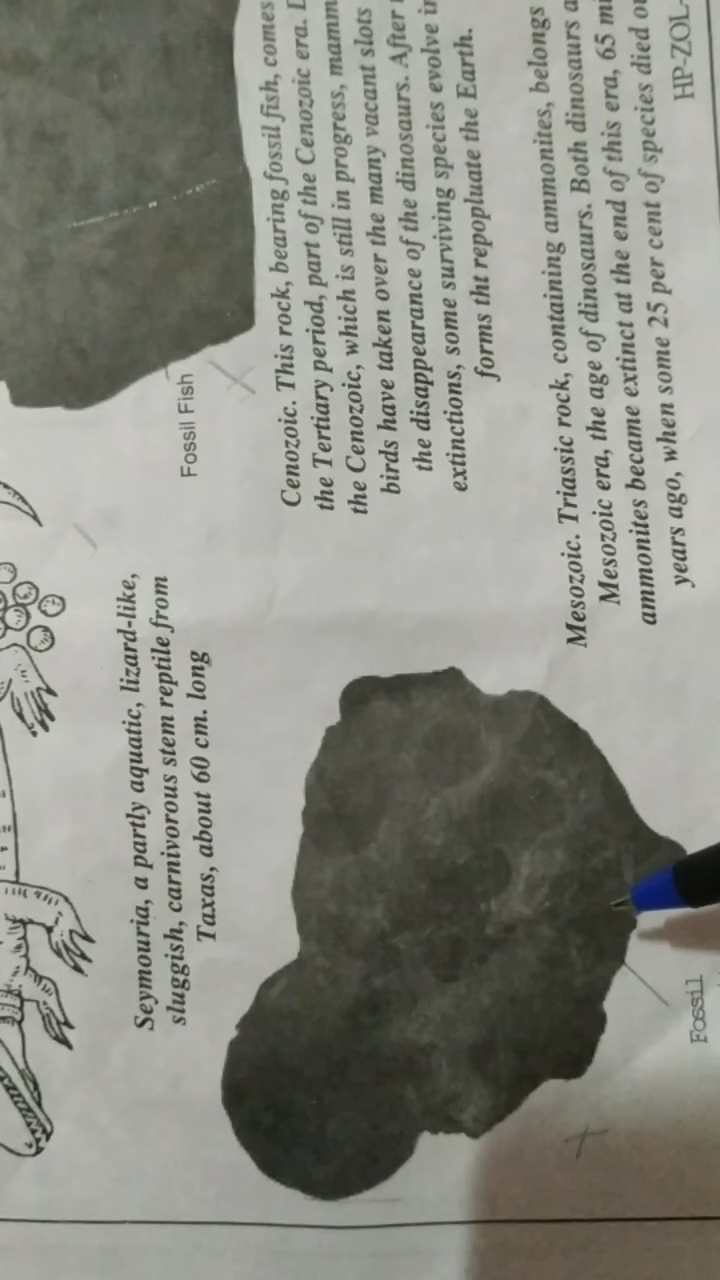 Fossil Fish
Cenozoic. This rock, bearing fossil fish, comes
the Tertiary period, part of the Cenozoic era.
the Cenozoic, which is still in progress, mamm
birds have taken over the many vacant slots
the disappearance of the dinosaurs. After
extinctions, some surviving species evolve in
forms tht repopluate the Earth.
Seymouria, a partly aquatic, lizard-like,
sluggish, carnivorous stem reptile from
Taxas, about 60 cm. long
Mesozoic. Triassic rock, containing ammonites, belongs
Mesozoic era, the age of dinosaurs. Both dinosaurs a
ammonites became extinct at the end of this era, 65 mi
years ago, when some 25 per cent of species died ou
HP-ZOL-
Fossil